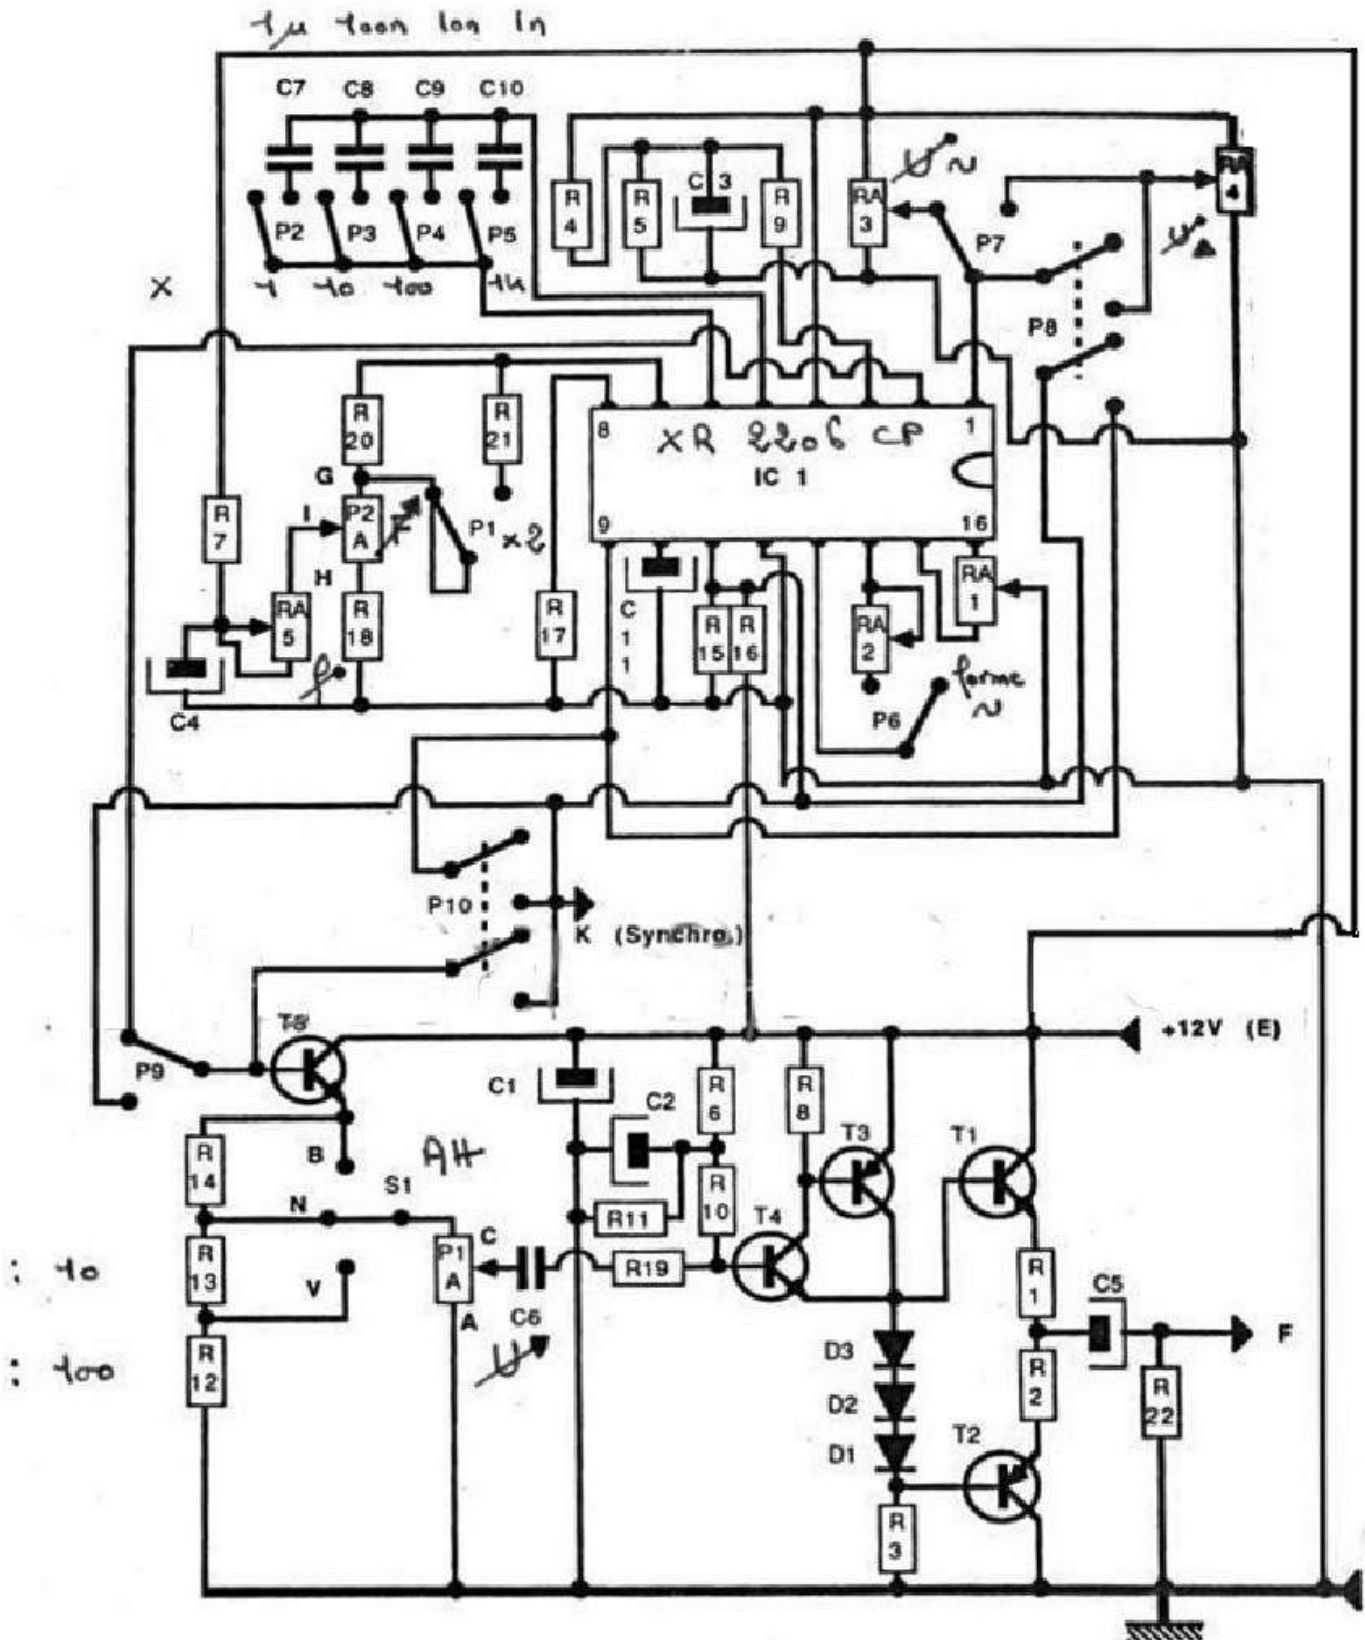 1µ 100n 10n 1n
C7 C8 C9 C10
P2 P3 P4 P5
X 1 10 100 1k
R 4
R 5
C 3
R 9
RA 3
U ~
P7
RA 4
U
P8
R 20
R 21
8 XR 2206 CP 1
IC 1
9 16
G
R 7
I
P2 A
F
P1 x2
H
RA 5
R 18
R 17
C 11
R 15
R 16
RA 2
RA 1
forme ~
P6
C4
P10
K (Synchro.)
T5
+12V (E)
P9
C1
C2
R 6
R 8
T3
T1
R 14
B
AH
N
S1
R11
R 10
T4
: 10
R 13
V
P1 A
C
R19
R 1
C5
A
C6
U
F
: 100
R 12
D3
D2
D1
R 2
R 22
T2
R 3